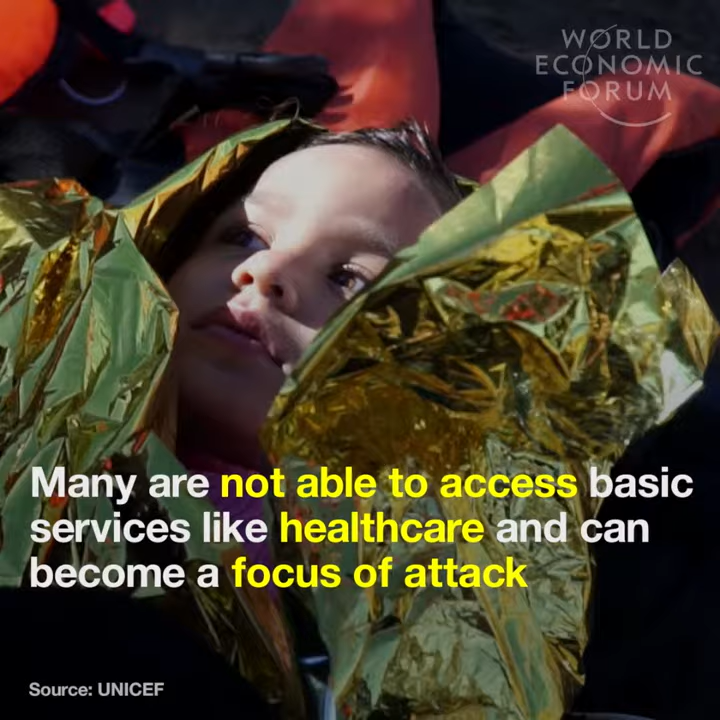 WORLD
ECONOMIC
FORUM
Many are not able to access basic
services like healthcare and can
become a focus of attack
Source: UNICEF